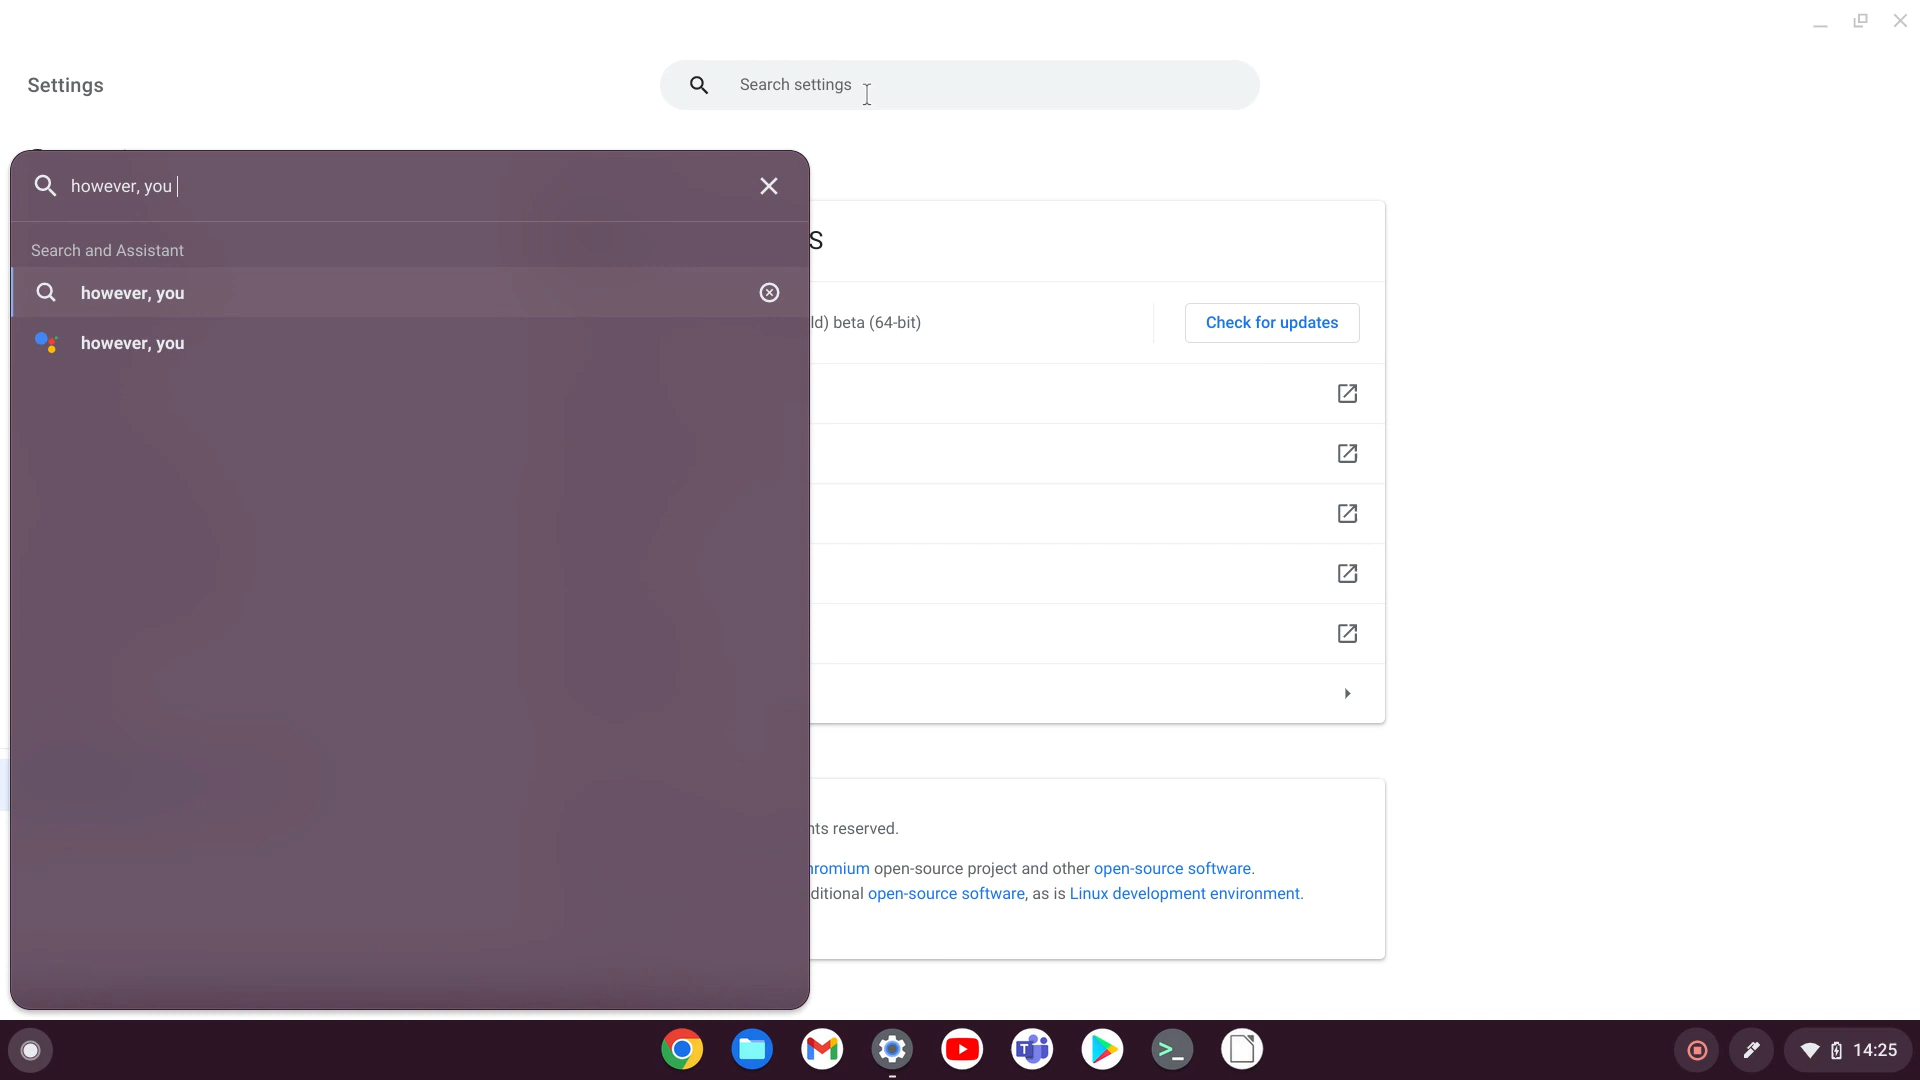 Settings
Search settings
however, you
Search and Assistant
however, you
however, you
S
ld) beta (64-bit)
Check for updates
nts reserved.
hromium open-source project and other open-source software.
ditional open-source software, as is Linux development environment.
14:25